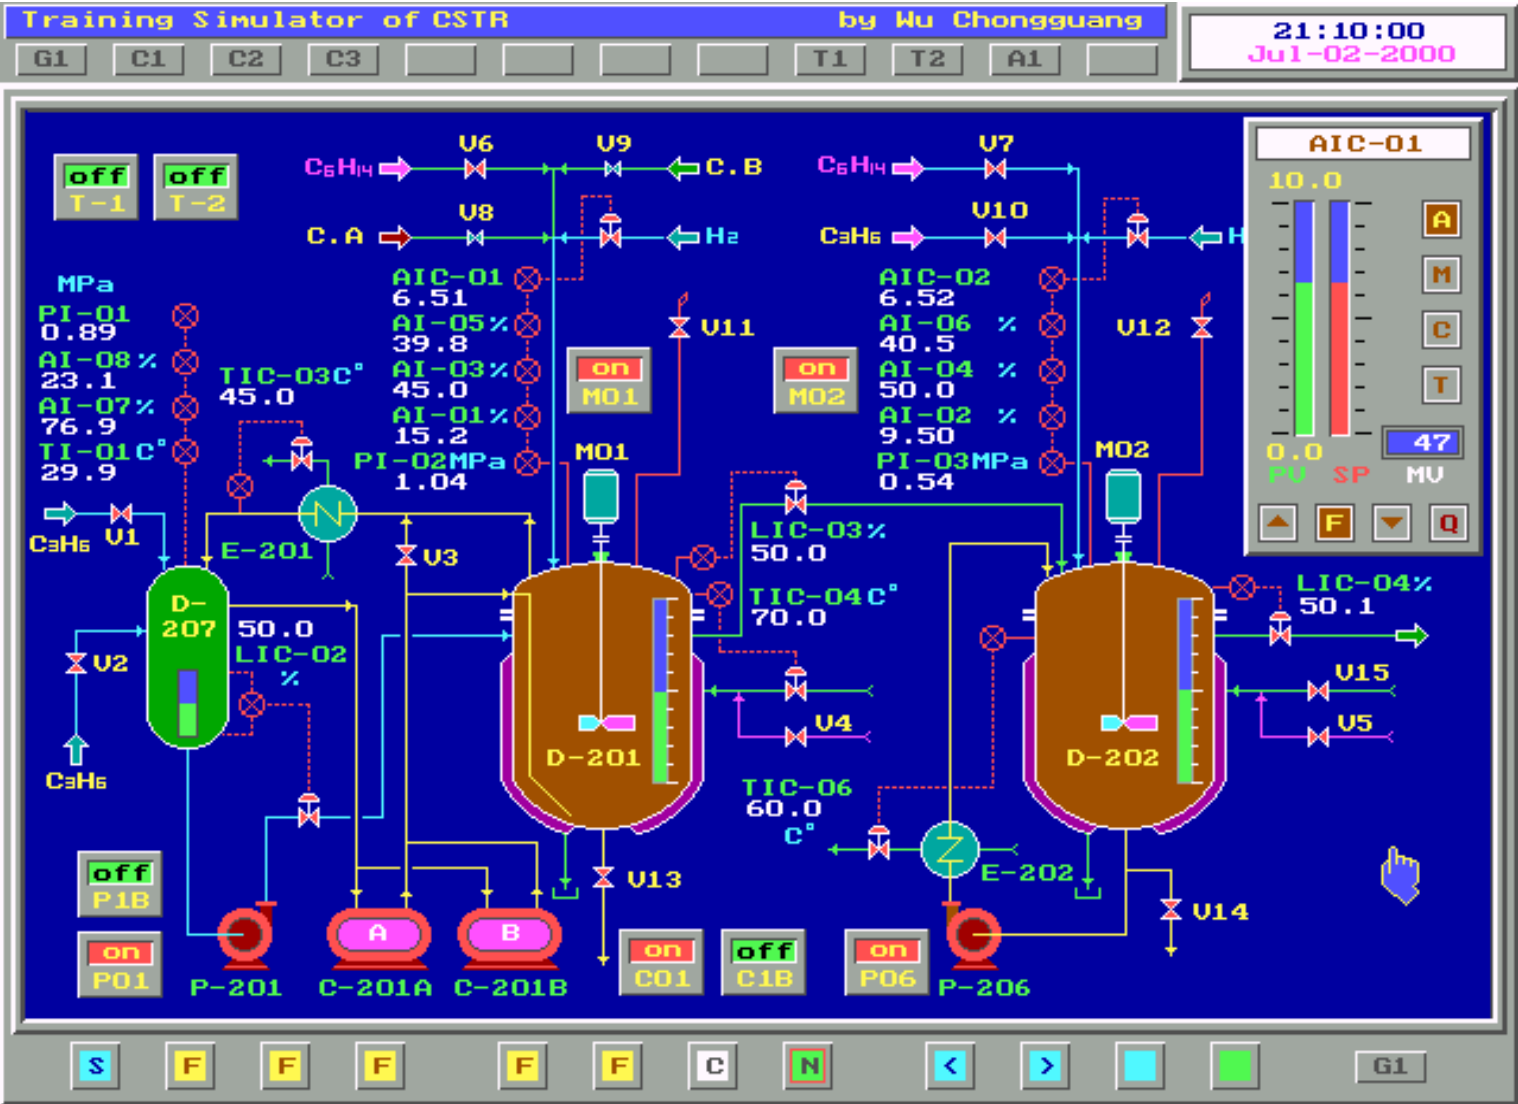 Training Simulator of CSTR by Wu Chongguang
21:10:00
Jul-02-2000
G1 C1 C2 C3 T1 T2 A1
off
T-1
off
T-2
C6H14
V6
V9
C.B
C.A
V8
H2
C6H14
V7
C3H6
V10
H
AIC-01
10.0
A
M
C
T
0.0
47
PV SP MV
F
Q
MPa
PI-01
0.89
AI-08%
23.1
AI-07%
76.9
TI-01C°
29.9
TIC-03C°
45.0
AIC-01
6.51
AI-05%
39.8
AI-03%
45.0
AI-01%
15.2
PI-02MPa
1.04
V11
on
M01
on
M02
AIC-02
6.52
AI-06 %
40.5
AI-04 %
50.0
AI-02 %
9.50
PI-03MPa
0.54
V12
M01
M02
C3H6
V1
E-201
V3
LIC-03%
50.0
TIC-04C°
70.0
LIC-04%
50.1
D-207
50.0
LIC-02
%
V2
C3H6
V4
V15
V5
D-201
D-202
TIC-06
60.0
C°
E-202
V13
V14
off
P1B
on
P01
P-201
A
C-201A
B
C-201B
on
C01
off
C1B
on
P06
P-206
S F F F F F C N < > G1